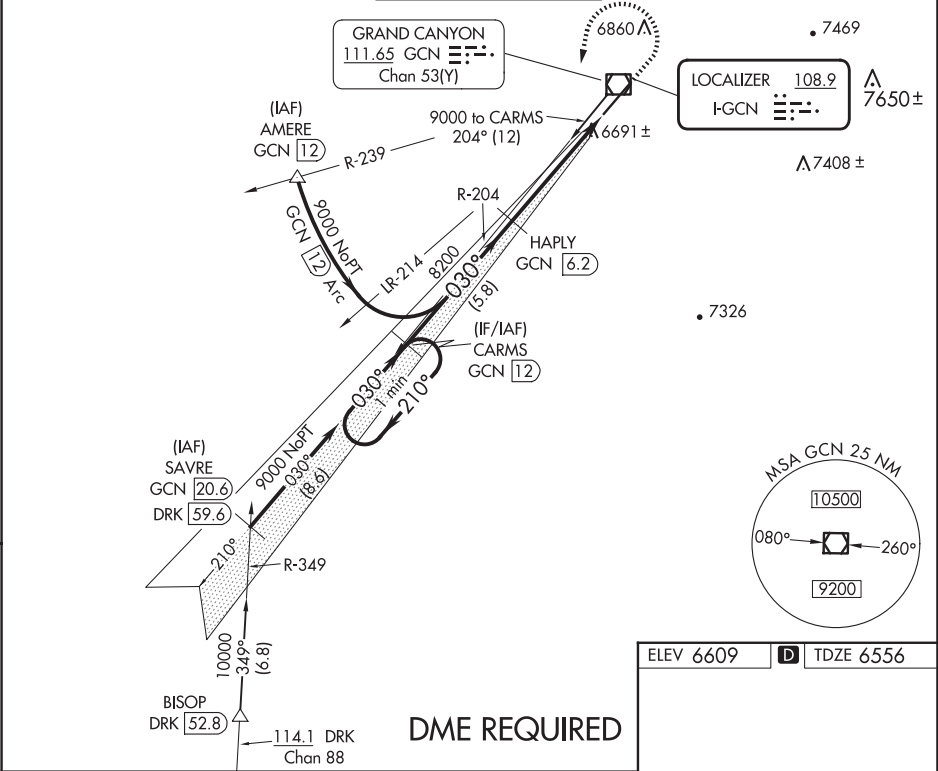 GRAND CANYON
111.65 GCN
Chan 53(Y)
6860
7469
LOCALIZER 108.9
I-GCN
7650 ±
(IAF)
AMERE
GCN 12
9000 to CARMS
204° (12)
6691 ±
7408 ±
R-239
R-204
9000 NoPT
GCN 12 Arc
LR-214
8200
HAPLY
GCN 6.2
030°
(5.8)
7326
(IF/IAF)
CARMS
GCN 12
030°
1 min
210°
(IAF)
SAVRE
GCN 20.6
DRK 59.6
9000 NoPT
030°
(8.6)
210°
R-349
MSA GCN 25 NM
10500
080°
260°
9200
10000
349°
(6.8)
BISOP
DRK 52.8
114.1 DRK
Chan 88
DME REQUIRED
ELEV 6609 D TDZE 6556